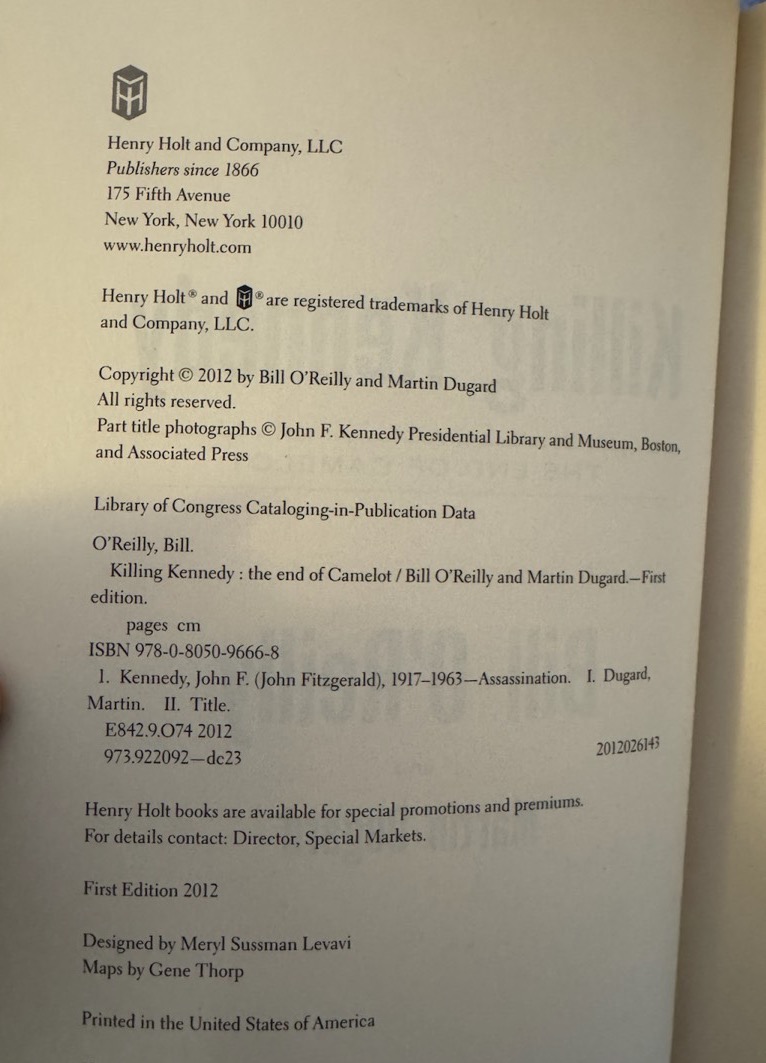 Henry Holt and Company, LLC
Publishers since 1866
175 Fifth Avenue
New York, New York 10010
www.henryholt.com
Henry Holt® and ® are registered trademarks of Henry Holt
and Company, LLC.
Copyright © 2012 by Bill O'Reilly and Martin Dugard
All rights reserved.
Part title photographs © John F. Kennedy Presidential Library and Museum, Boston,
and Associated Press
Library of Congress Cataloging-in-Publication Data
O'Reilly, Bill.
Killing Kennedy : the end of Camelot / Bill O'Reilly and Martin Dugard.—First
edition.
pages cm
ISBN 978-0-8050-9666-8
1. Kennedy, John F. (John Fitzgerald), 1917–1963—Assassination. I. Dugard,
Martin. II. Title.
E842.9.O74 2012
973.922092—dc23 2012026143
Henry Holt books are available for special promotions and premiums.
For details contact: Director, Special Markets.
First Edition 2012
Designed by Meryl Sussman Levavi
Maps by Gene Thorp
Printed in the United States of America